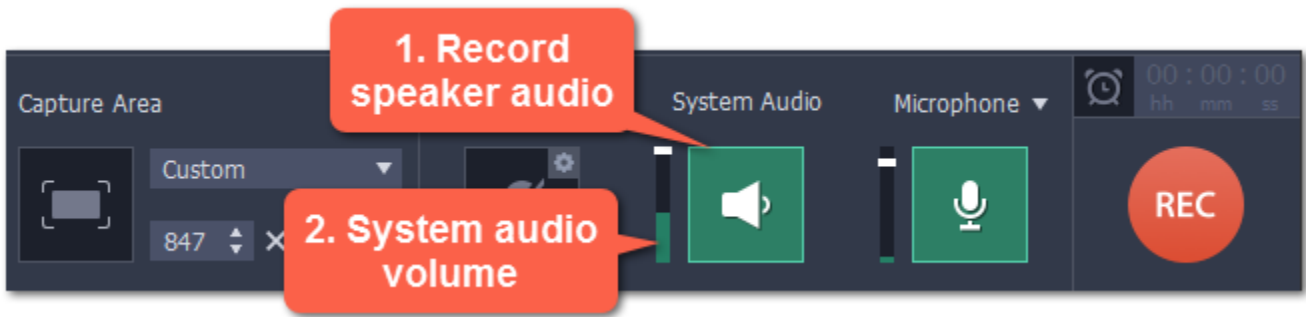 1. Record
speaker audio
Capture Area
System Audio
Microphone
00 : 00 : 00
hh mm ss
Custom
847
2. System audio
volume
REC